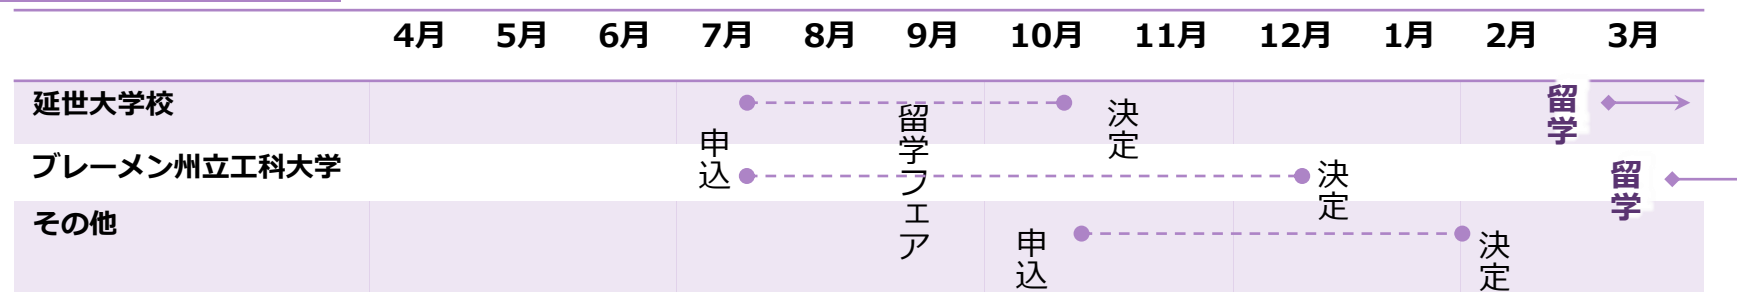 4月 5月 6月 7月 8月 9月 10月 11月 12月 1月 2月 3月
延世大学校
申込
留学フェア
決定
留学
ブレーメン州立工科大学
決定
留学
その他
申込
決定